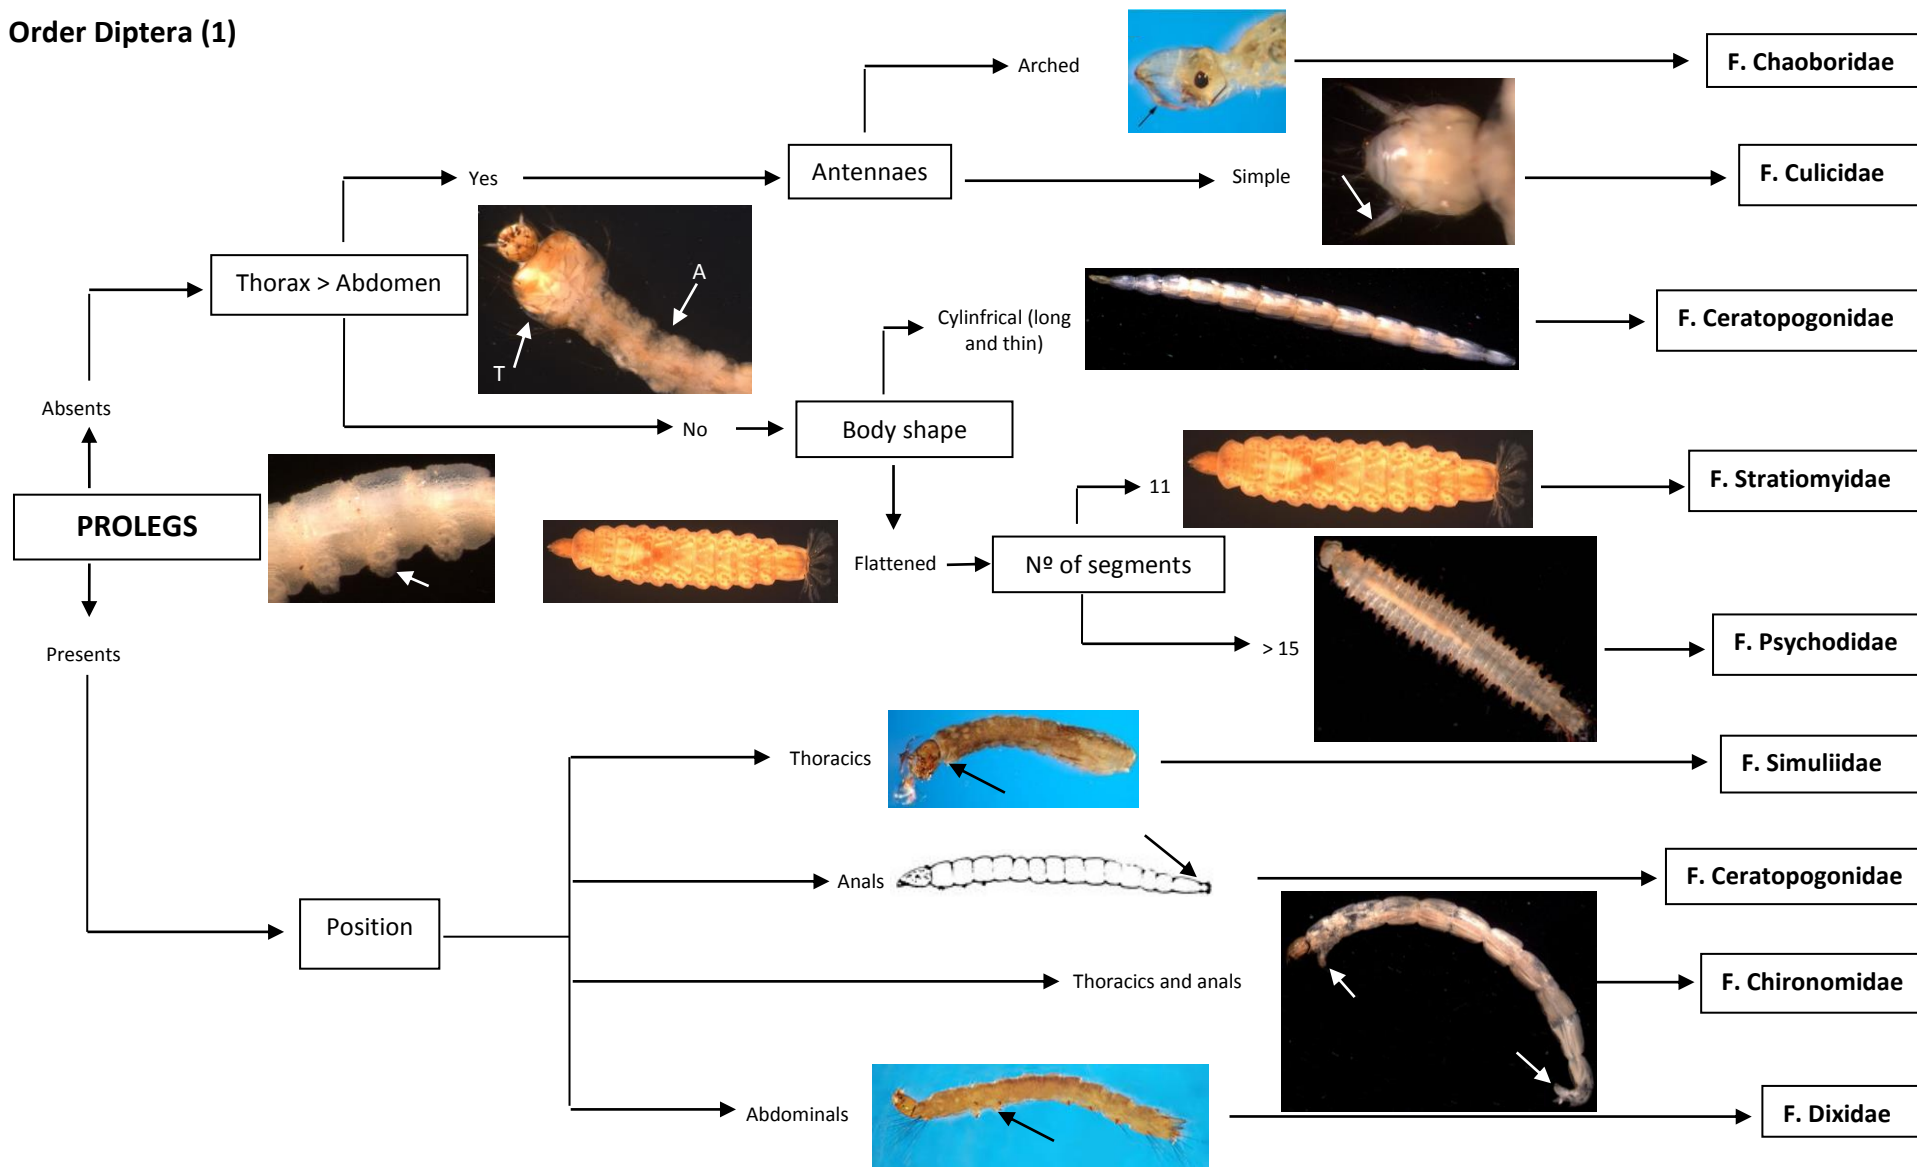 Order Diptera (1)
Arched
F. Chaoboridae
Yes
Antennaes
Simple
F. Culicidae
Thorax > Abdomen
A
T
Cylinfrical (long
and thin)
F. Ceratopogonidae
Absents
No
Body shape
11
F. Stratiomyidae
PROLEGS
Flattened
Nº of segments
> 15
F. Psychodidae
Presents
Thoracics
F. Simuliidae
Anals
F. Ceratopogonidae
Position
Thoracics and anals
F. Chironomidae
Abdominals
F. Dixidae